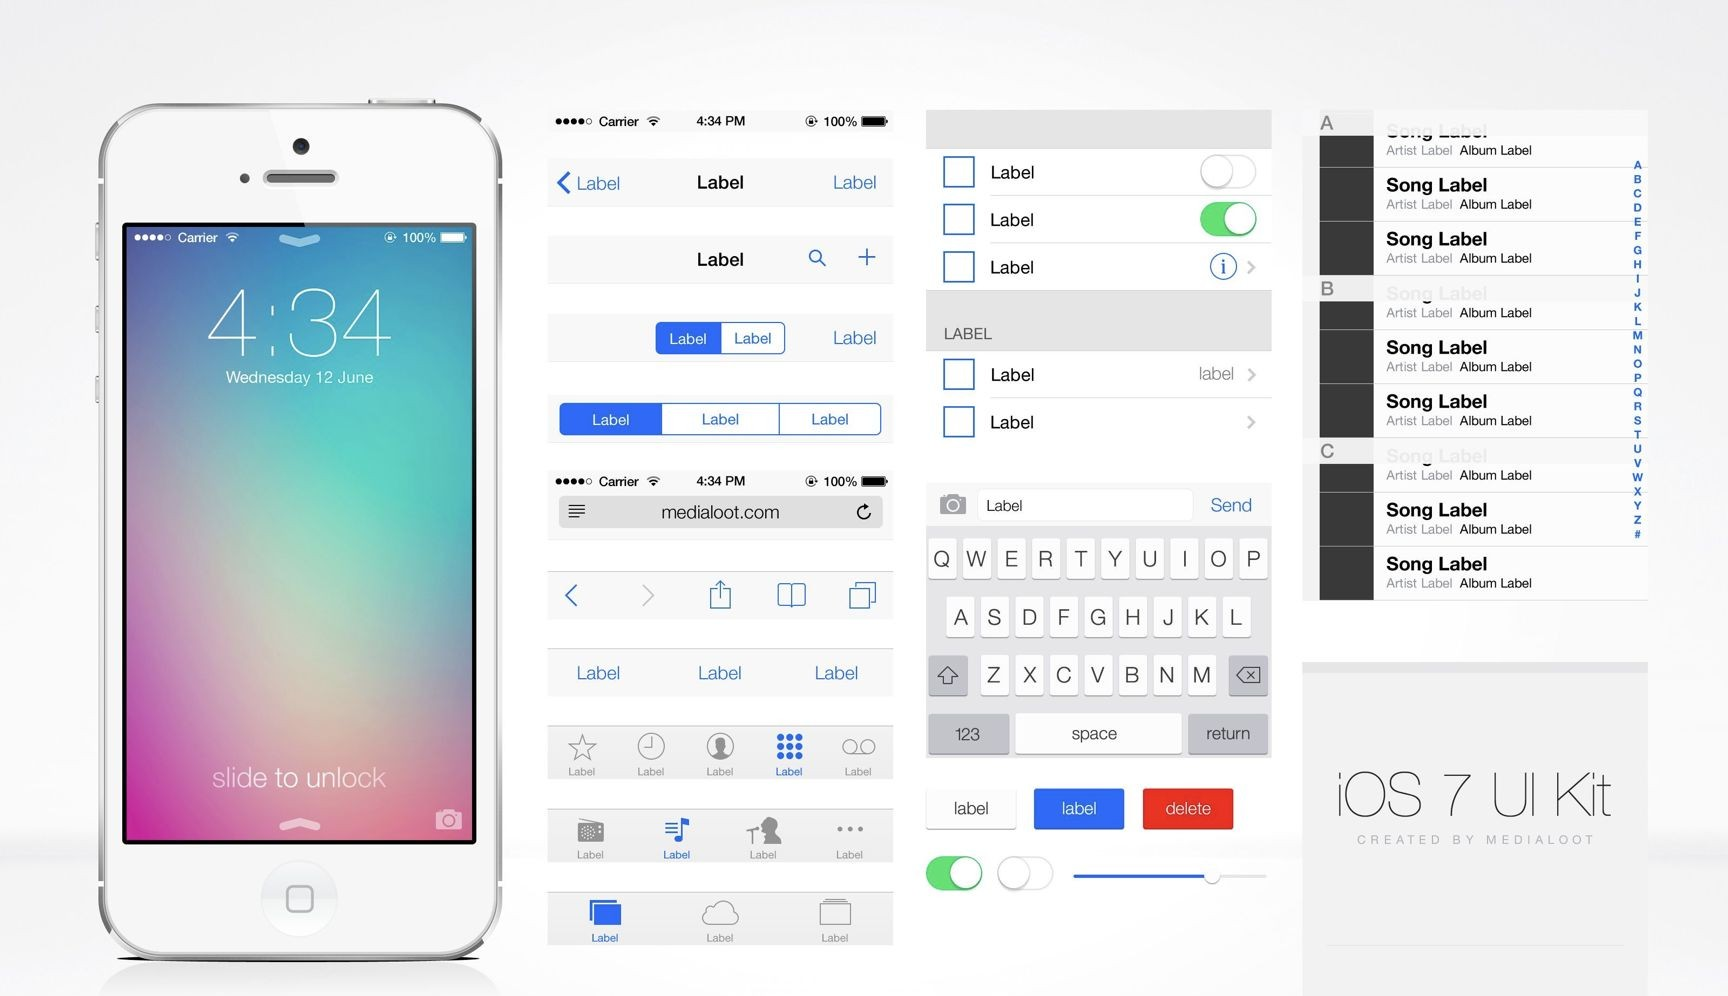 Carrier 100%
4:34
Wednesday 12 June
slide to unlock
Carrier 4:34 PM 100%
Label Label Label
Label
Label Label Label
Label Label Label
Carrier 4:34 PM 100%
medialoot.com
Label Label Label
Label Label Label Label Label
Label Label Label Label
Label Label Label
Label
Label
Label i
LABEL
Label label
Label
Label Send
Q W E R T Y U I O P
A S D F G H J K L
Z X C V B N M
123 space return
label label delete
A
Song Label
Artist Label Album Label
Song Label
Artist Label Album Label
Song Label
Artist Label Album Label
B
Song Label
Artist Label Album Label
Song Label
Artist Label Album Label
Song Label
Artist Label Album Label
C
Song Label
Artist Label Album Label
Song Label
Artist Label Album Label
Song Label
Artist Label Album Label
A
B
C
D
E
F
G
H
I
J
K
L
M
N
O
P
Q
R
S
T
U
V
W
X
Y
Z
#
iOS 7 UI Kit
CREATED BY MEDIALOOT